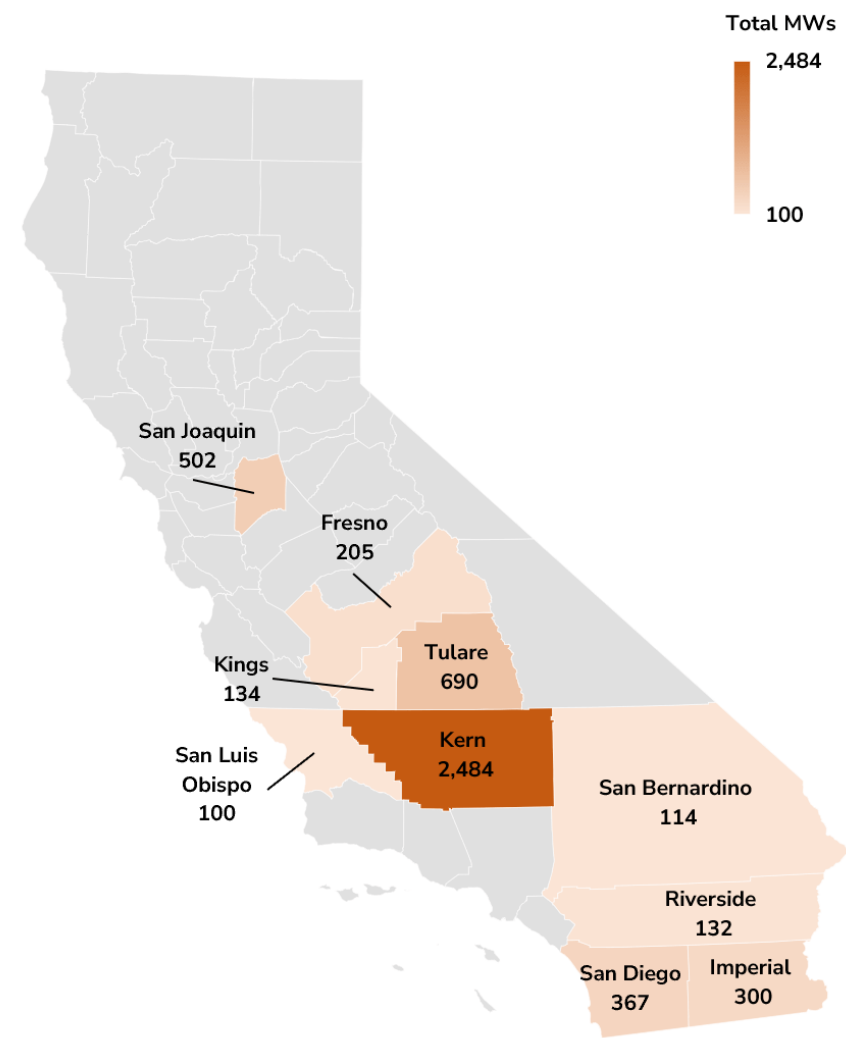 Total MWs
2,484
100
San Joaquin
502
Fresno
205
Tulare
690
Kings
134
Kern
2,484
San Luis
Obispo
100
San Bernardino
114
Riverside
132
San Diego
367
Imperial
300